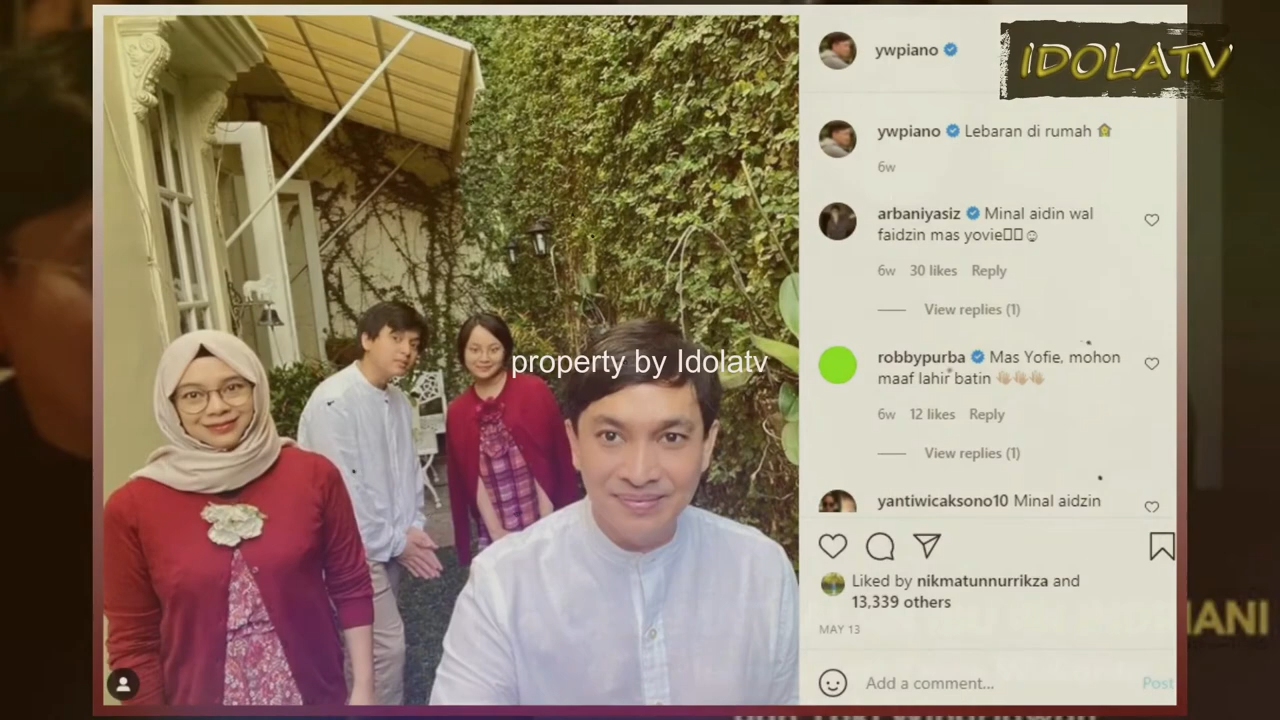 IDOLATV
ywpiano
ywpiano Lebaran di rumah
6w
arbaniyasiz Minal aidin wal
faidzin mas yovie
6w 30 likes Reply
View replies (1)
property by Idolatv
robbypurba Mas Yofie, mohon
maaf lahir batin
6w 12 likes Reply
View replies (1)
yantiwicaksono10 Minal aidzin
Liked by nikmatunnurrikza and
13,339 others
MAY 13
Add a comment... Post
IANI